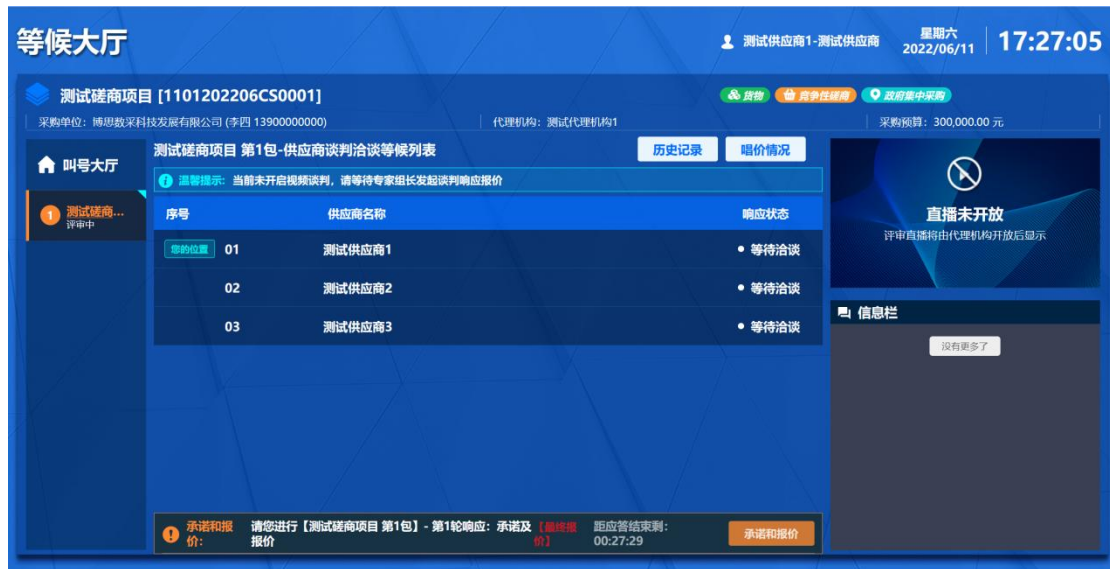 等候大厅
测试供应商1-测试供应商
星期六
2022/06/11
17:27:05
测试磋商项目 [1101202206CS0001]
货物
竞争性磋商
政府集中采购
采购单位：博思数采科技发展有限公司 (李四 13900000000)
代理机构：测试代理机构1
采购预算：300,000.00 元
叫号大厅
1 测试磋商...
评审中
测试磋商项目 第1包-供应商谈判洽谈等候列表
历史记录
唱价情况
温馨提示: 当前未开启视频谈判，请等待专家组长发起谈判响应报价
序号 供应商名称 响应状态
您的位置 01 测试供应商1 等待洽谈
02 测试供应商2 等待洽谈
03 测试供应商3 等待洽谈
直播未开放
评审直播将由代理机构开放后显示
信息栏
没有更多了
承诺和报
价:
请您进行【测试磋商项目 第1包】- 第1轮响应：承诺及
报价
【最终报
价】
距应答结束剩：
00:27:29
承诺和报价